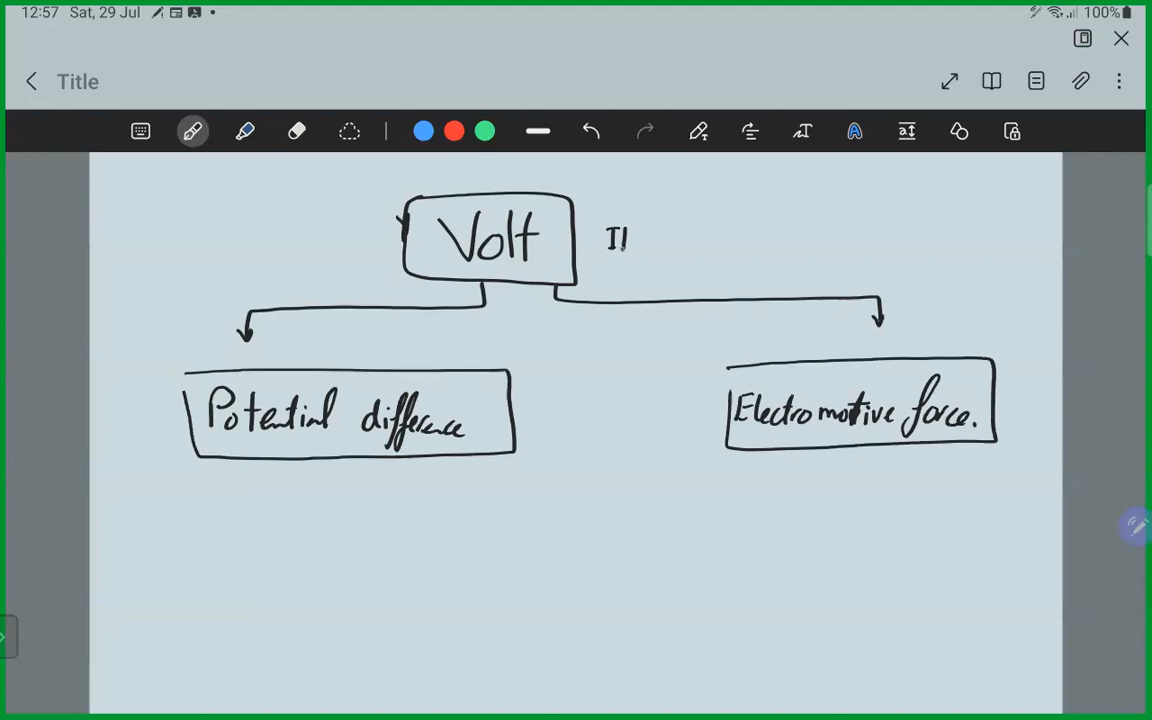 12:57 Sat, 29 Jul 100%
Title
Volt
Potential difference
Electromotive force.